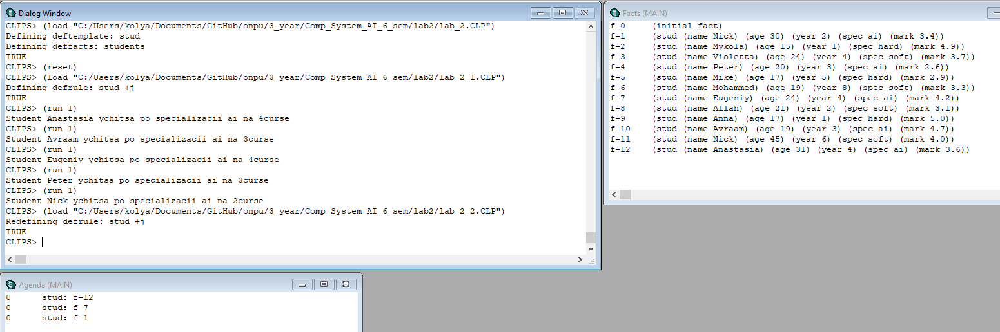 Dialog Window
CLIPS> (load "C:/Users/kolya/Documents/GitHub/onpu/3_year/Comp_System_AI_6_sem/lab2/lab_2.CLP")
Defining deftemplate: stud
Defining deffacts: students
TRUE
CLIPS> (reset)
CLIPS> (load "C:/Users/kolya/Documents/GitHub/onpu/3_year/Comp_System_AI_6_sem/lab2/lab_2_1.CLP")
Defining defrule: stud +j
TRUE
CLIPS> (run 1)
Student Anastasia ychitsa po specializacii ai na 4curse
CLIPS> (run 1)
Student Avraam ychitsa po specializacii ai na 3curse
CLIPS> (run 1)
Student Eugeniy ychitsa po specializacii ai na 4curse
CLIPS> (run 1)
Student Peter ychitsa po specializacii ai na 3curse
CLIPS> (run 1)
Student Nick ychitsa po specializacii ai na 2curse
CLIPS> (load "C:/Users/kolya/Documents/GitHub/onpu/3_year/Comp_System_AI_6_sem/lab2/lab_2_2.CLP")
Redefining defrule: stud +j
TRUE
CLIPS>
Facts (MAIN)
f-0 (initial-fact)
f-1 (stud (name Nick) (age 30) (year 2) (spec ai) (mark 3.4))
f-2 (stud (name Mykola) (age 15) (year 1) (spec hard) (mark 4.9))
f-3 (stud (name Violetta) (age 24) (year 4) (spec soft) (mark 3.7))
f-4 (stud (name Peter) (age 20) (year 3) (spec ai) (mark 2.6))
f-5 (stud (name Mike) (age 17) (year 5) (spec hard) (mark 2.9))
f-6 (stud (name Mohammed) (age 19) (year 8) (spec soft) (mark 3.3))
f-7 (stud (name Eugeniy) (age 24) (year 4) (spec ai) (mark 4.2))
f-8 (stud (name Allah) (age 21) (year 2) (spec soft) (mark 3.1))
f-9 (stud (name Anna) (age 17) (year 1) (spec hard) (mark 5.0))
f-10 (stud (name Avraam) (age 19) (year 3) (spec ai) (mark 4.7))
f-11 (stud (name Nick) (age 45) (year 6) (spec soft) (mark 4.0))
f-12 (stud (name Anastasia) (age 31) (year 4) (spec ai) (mark 3.6))
Agenda (MAIN)
0 stud: f-12
0 stud: f-7
0 stud: f-1